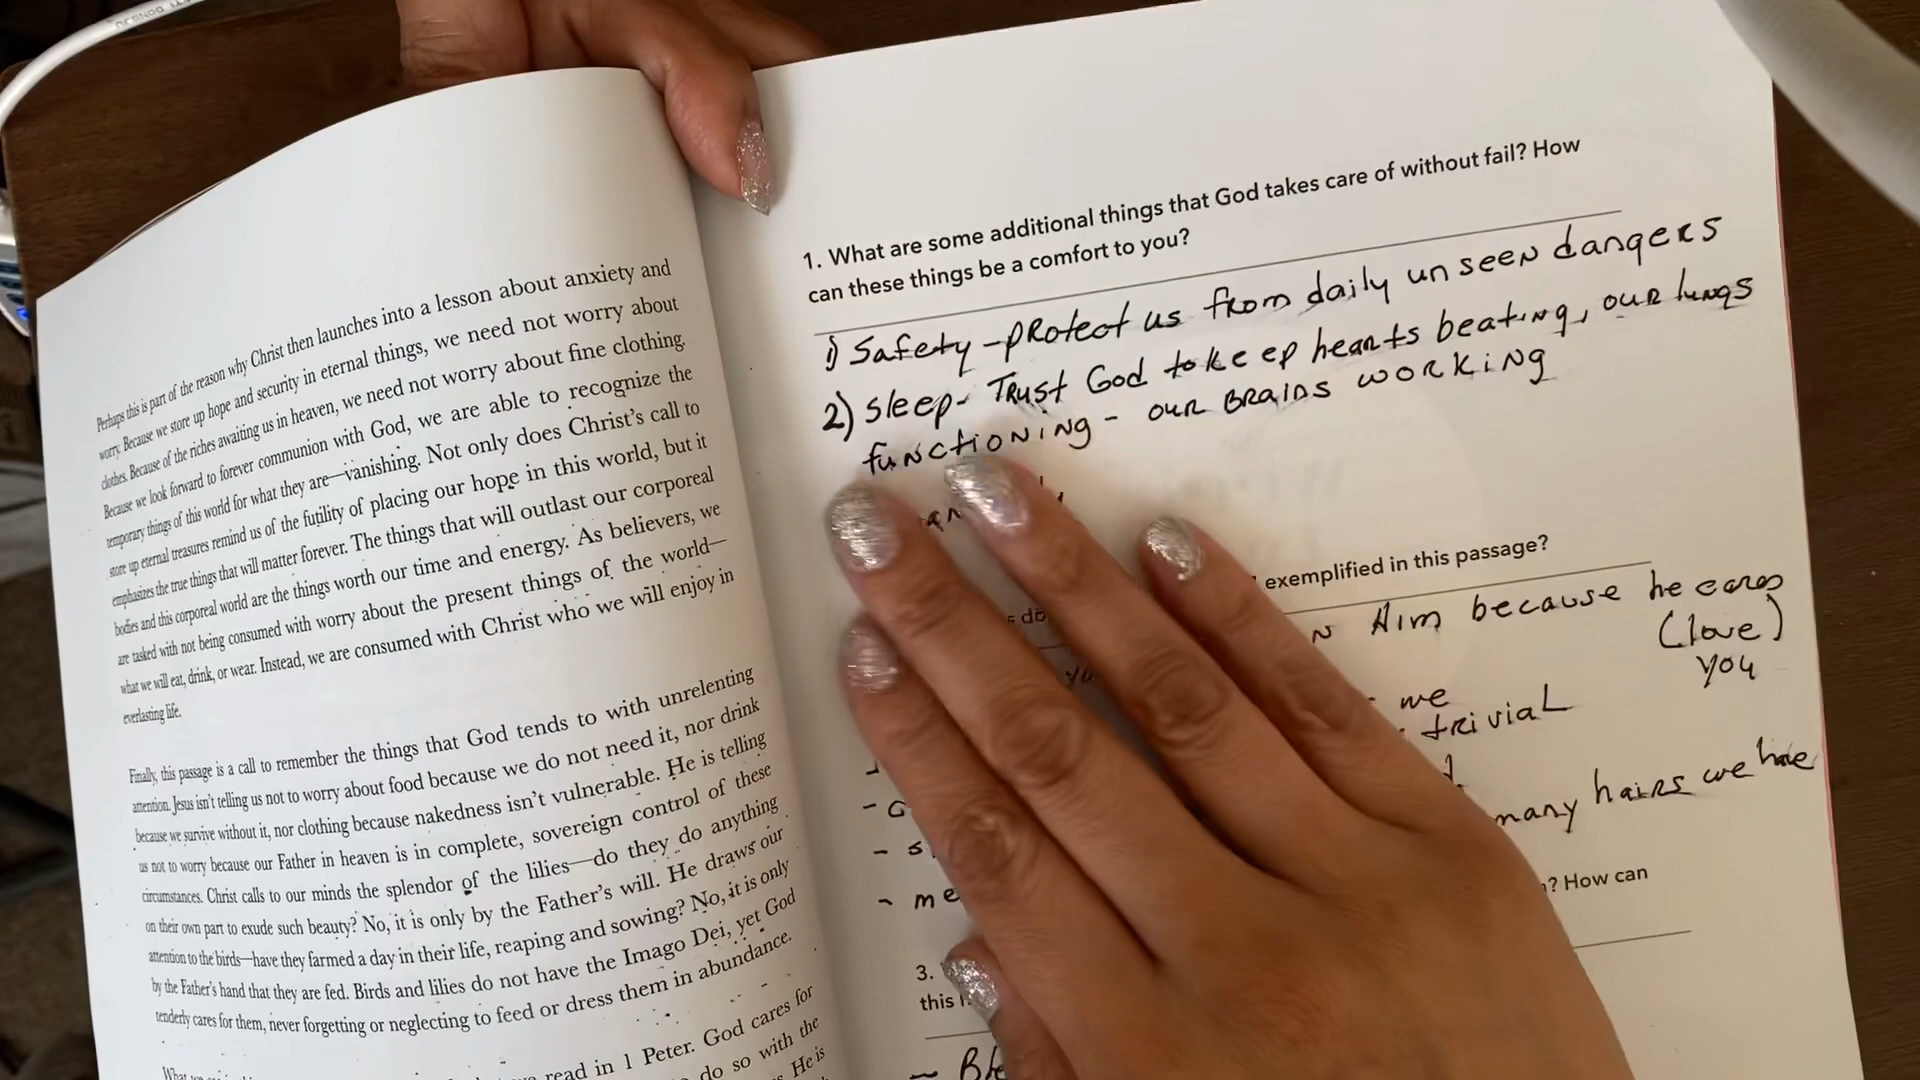 Perhaps this is part of the reason why Christ then launches into a lesson about anxiety and
worry. Because we store up hope and security in eternal things, we need not worry about
clothes. Because of the riches awaiting us in heaven, we need not worry about fine clothing.
Because we look forward to forever communion with God, we are able to recognize the
temporary things of this world for what they are—vanishing. Not only does Christ's call to
store up eternal treasures remind us of the futility of placing our hope in this world, but it
emphasizes the true things that will matter forever. The things that will outlast our corporeal
bodies and this corporeal world are the things worth our time and energy. As believers, we
are tasked with not being consumed with worry about the present things of the world—
what we will eat, drink, or wear. Instead, we are consumed with Christ who we will enjoy in
everlasting life.
Finally, this passage is a call to remember the things that God tends to with unrelenting
attention. Jesus isn't telling us not to worry about food because we do not need it, nor drink
because we survive without it, nor clothing because nakedness isn't vulnerable. He is telling
us not to worry because our Father in heaven is in complete, sovereign control of these
circumstances. Christ calls to our minds the splendor of the lilies—do they do anything
on their own part to exude such beauty? No, it is only by the Father's will. He draws our
attention to the birds—have they farmed a day in their life, reaping and sowing? No, it is only
by the Father's hand that they are fed. Birds and lilies do not have the Imago Dei, yet God
tenderly cares for them, never forgetting or neglecting to feed or dress them in abundance.
read in 1 Peter. God cares for
do so with the
He is
1. What are some additional things that God takes care of without fail? How
can these things be a comfort to you?
1) Safety - protect us from daily unseen dangers
2) sleep - Trust God to keep hearts beating, our lungs
functioning - our brains working
exemplified in this passage?
Him because he cares
(love)
you
we
trivial
many hairs we have
? How can
3.
this